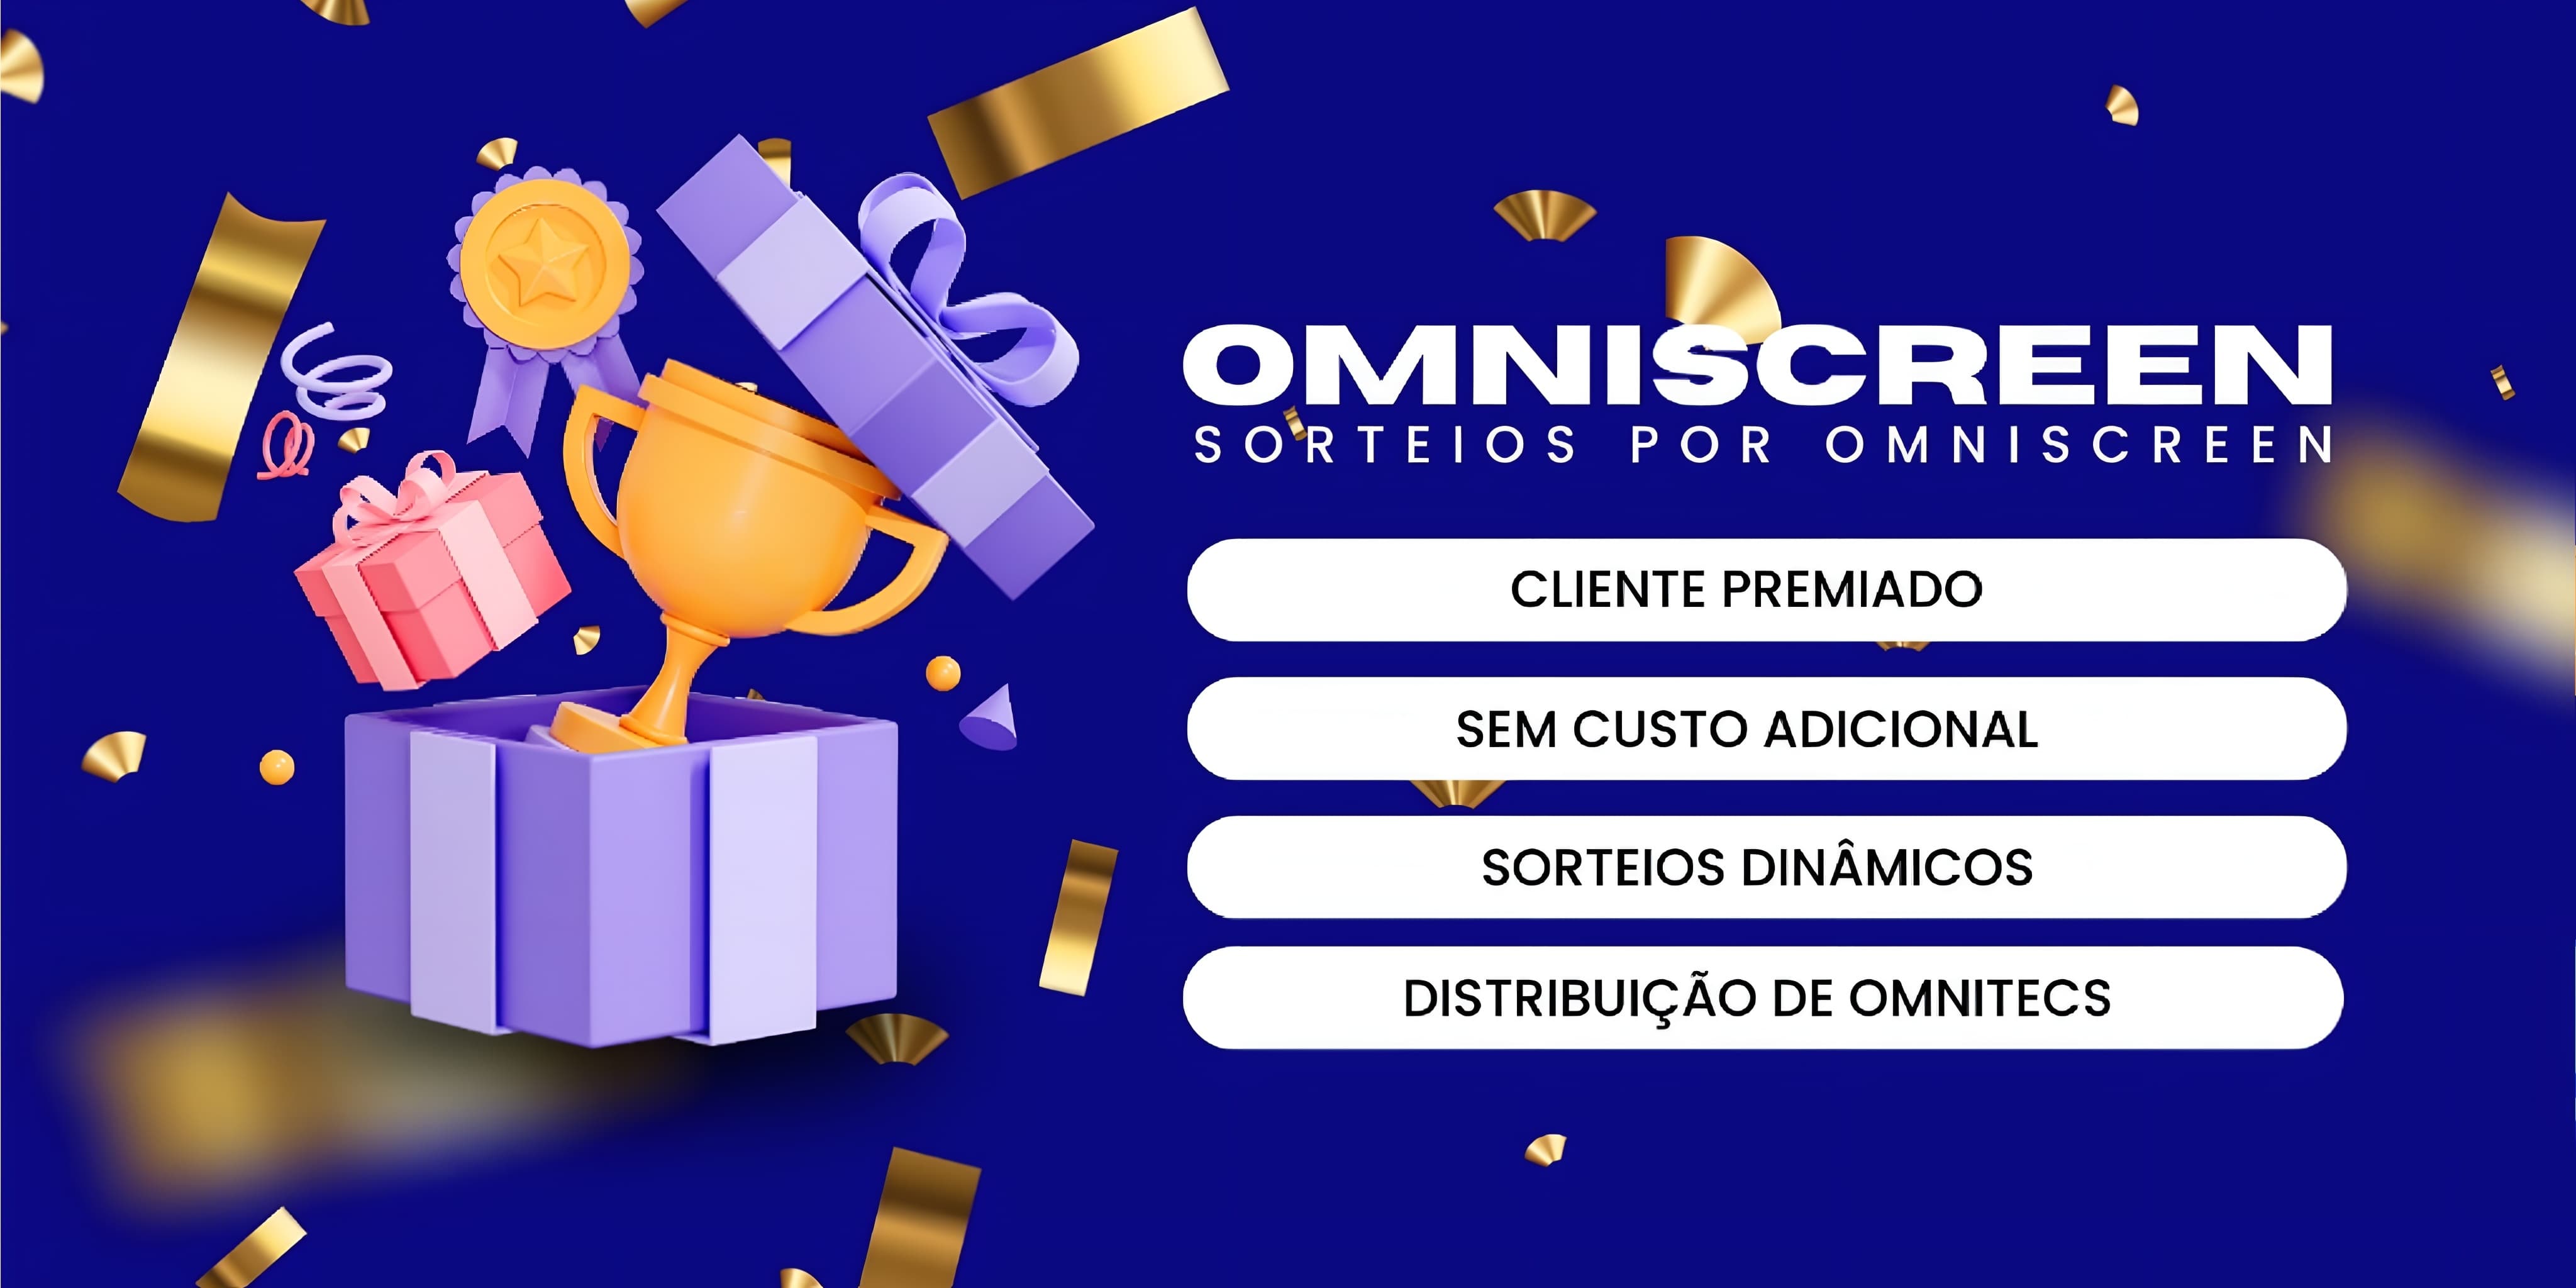 OMNISCREEN
SORTEIOS POR OMNISCREEN
CLIENTE PREMIADO
SEM CUSTO ADICIONAL
SORTEIOS DINÂMICOS
DISTRIBUIÇÃO DE OMNITECS